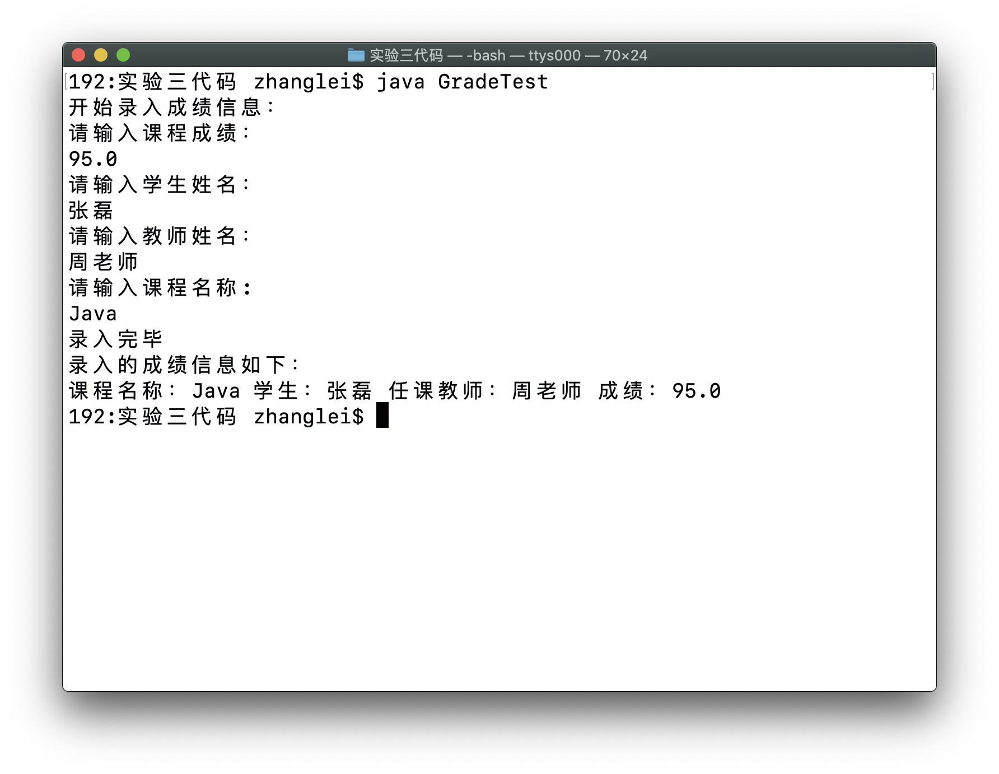 实验三代码 — -bash — ttys000 — 70×24
192:实验三代码 zhanglei$ java GradeTest
开始录入成绩信息：
请输入课程成绩：
95.0
请输入学生姓名：
张磊
请输入教师姓名：
周老师
请输入课程名称:
Java
录入完毕
录入的成绩信息如下：
课程名称：Java 学生：张磊 任课教师：周老师 成绩：95.0
192:实验三代码 zhanglei$